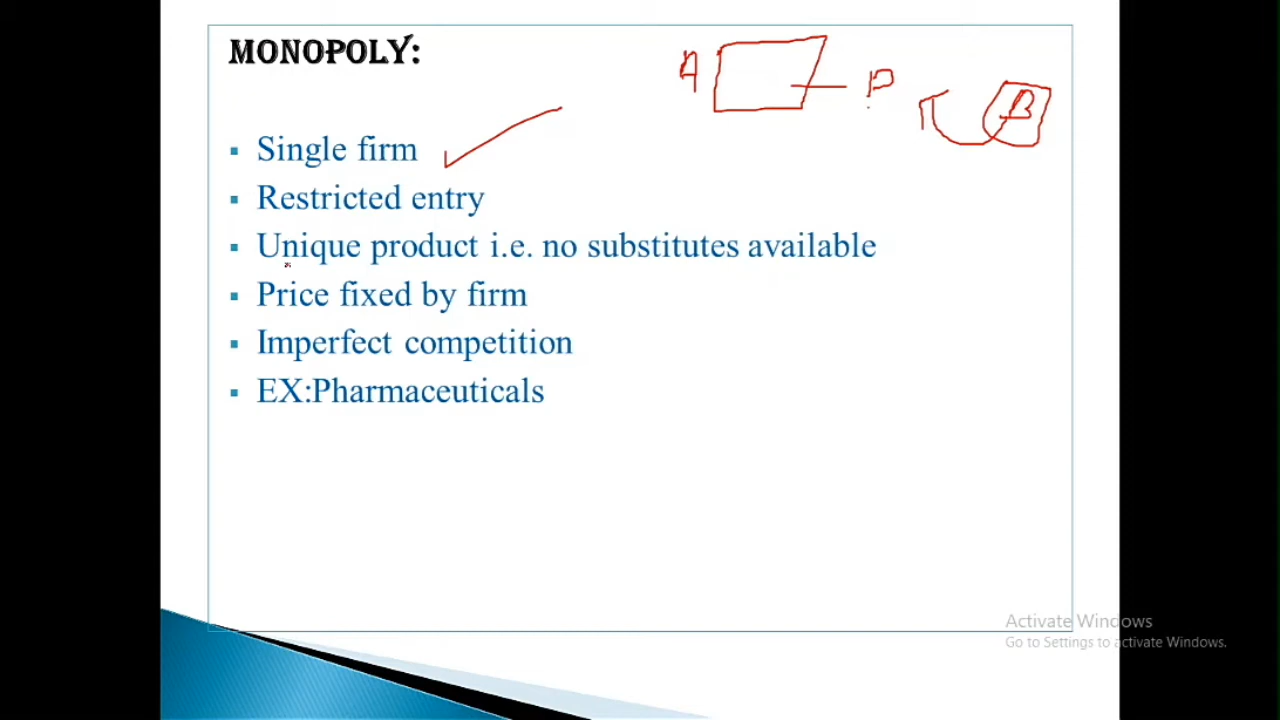 MONOPOLY:
A
P
B
Single firm
Restricted entry
Unique product i.e. no substitutes available
Price fixed by firm
Imperfect competition
EX:Pharmaceuticals
Activate Windows
Go to Settings to activate Windows.